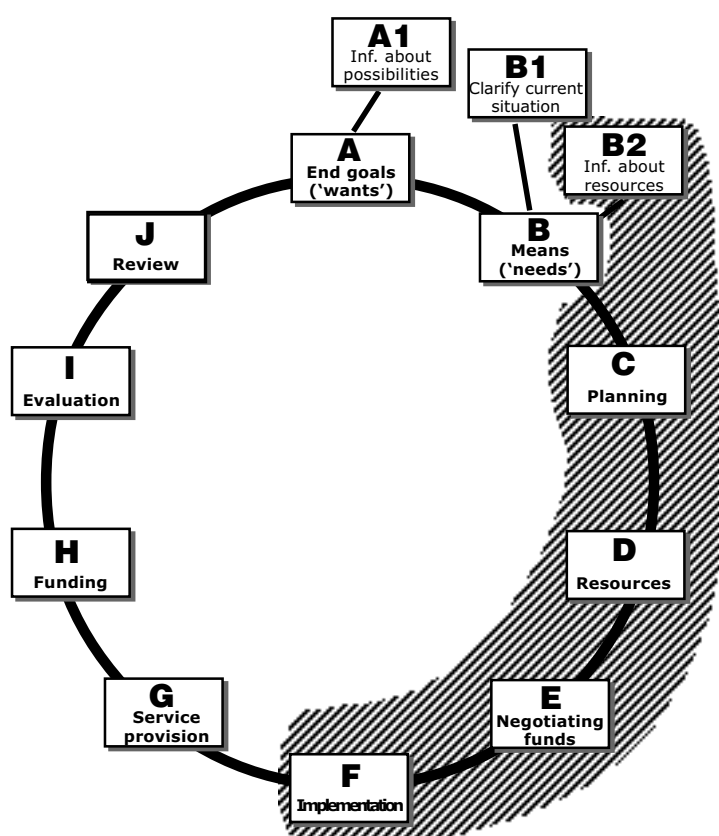 A1
Inf. about
possibilities
B1
Clarify current
situation
B2
Inf. about
resources
A
End goals
(‘wants’)
B
Means
(‘needs’)
C
Planning
D
Resources
E
Negotiating
funds
F
Implementation
G
Service
provision
H
Funding
I
Evaluation
J
Review